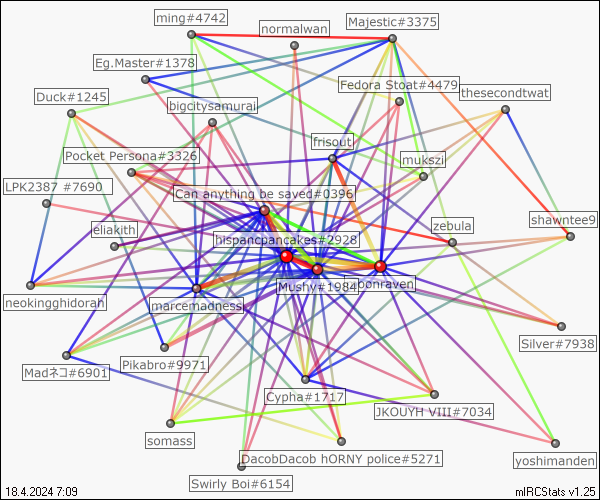 ming#4742
normalwan
Majestic#3375
Eg.Master#1378
Fedora Stoat#4479
thesecondtwat
Duck#1245
bigcitysamurai
frisout
mukszi
Pocket Persona#3326
LPK2387 #7690
Can anything be saved#0396
shawntee9
zebula
eliakith
hispancpancakes#2928
Mushy#1984
bonraven
neokingghidorah
marcemadness
Silver#7938
Madネコ#6901
Pikabro#9971
Cypha#1717
JKOUYH VIII#7034
somass
DacobDacob hORNY police#5271
yoshimanden
Swirly Boi#6154
18.4.2024 7:09
mIRCStats v1.25